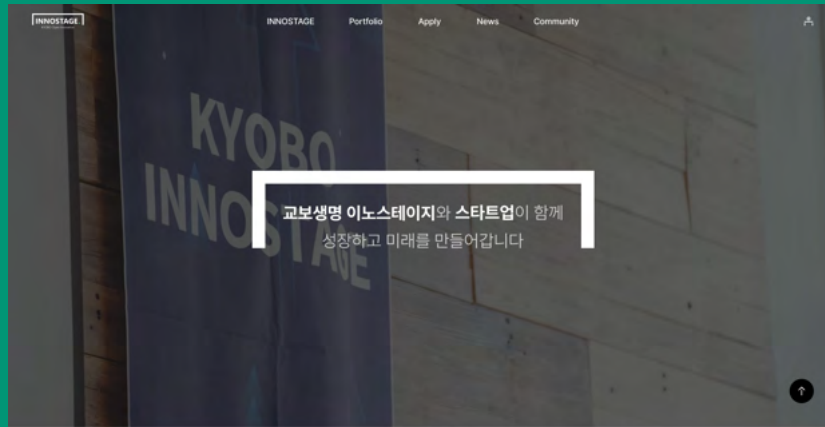 INNOSTAGE
INNOSTAGE Portfolio Apply News Community
KYOBO
INNOSTAGE
교보생명 이노스테이지와 스타트업이 함께
성장하고 미래를 만들어갑니다